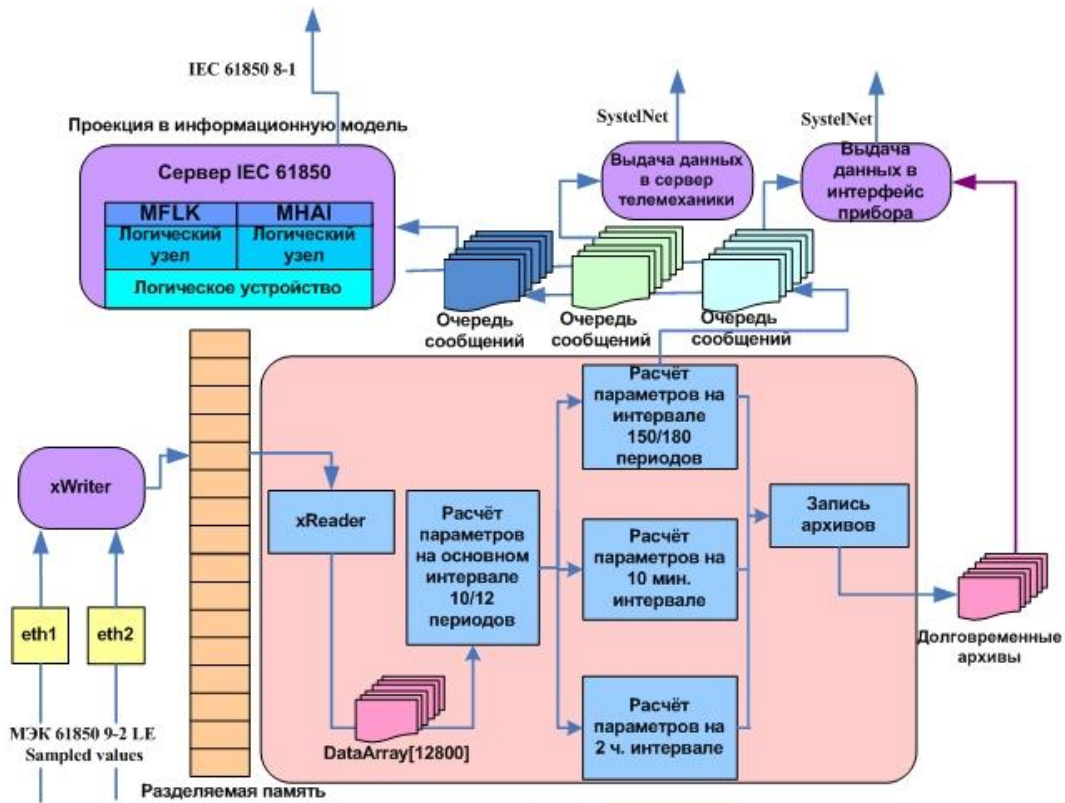 IEC 61850 8-1
Проекция в информационную модель
Сервер IEC 61850
MFLK
MHAI
Логический
узел
Логический
узел
Логическое устройство
SystelNet
SystelNet
Выдача данных
в сервер
телемеханики
Выдача
данных в
интерфейс
прибора
Очередь
сообщений
Очередь
сообщений
Очередь
сообщений
xWriter
eth1
eth2
МЭК 61850 9-2 LE
Sampled values
Разделяемая память
xReader
DataArray[12800]
Расчёт
параметров
на основном
интервале
10/12
периодов
Расчёт
параметров на
интервале
150/180
периодов
Расчёт
параметров на
10 мин.
интервале
Расчёт
параметров на
2 ч. интервале
Запись
архивов
Долговременные
архивы